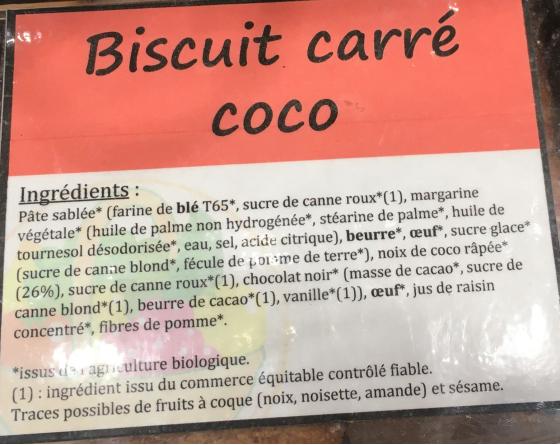 Biscuit carré
coco
Ingrédients :
Pâte sablée* (farine de blé T65*, sucre de canne roux*(1), margarine
végétale* (huile de palme non hydrogénée*, stéarine de palme*, huile de
tournesol désodorisée*, eau, sel, acide citrique), beurre*, œuf*, sucre glace*
(sucre de canne blond*, fécule de pomme de terre*), noix de coco râpée*
(26%), sucre de canne roux*(1), chocolat noir* (masse de cacao*, sucre de
canne blond*(1), beurre de cacao*(1), vanille*(1)), œuf*, jus de raisin
concentré*, fibres de pomme*.
*issus de l'agriculture biologique.
(1) : ingrédient issu du commerce équitable contrôlé fiable.
Traces possibles de fruits à coque (noix, noisette, amande) et sésame.